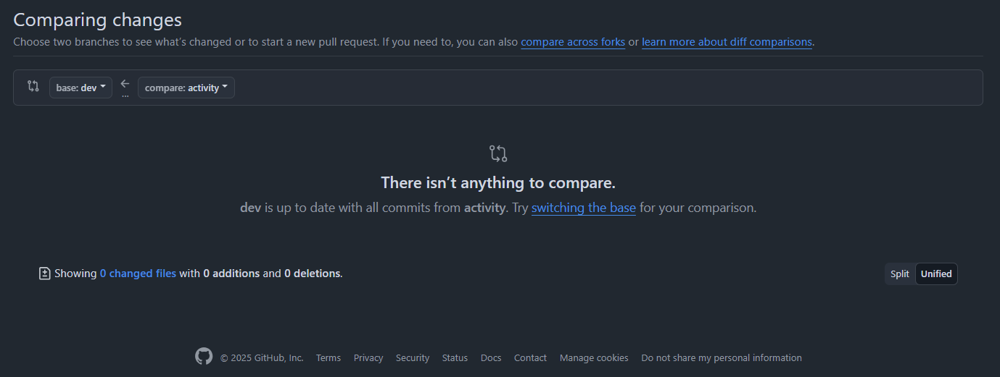 Comparing changes
Choose two branches to see what's changed or to start a new pull request. If you need to, you can also compare across forks or learn more about diff comparisons.
base: dev ... compare: activity
There isn't anything to compare.
dev is up to date with all commits from activity. Try switching the base for your comparison.
Showing 0 changed files with 0 additions and 0 deletions. Split Unified
© 2025 GitHub, Inc. Terms Privacy Security Status Docs Contact Manage cookies Do not share my personal information